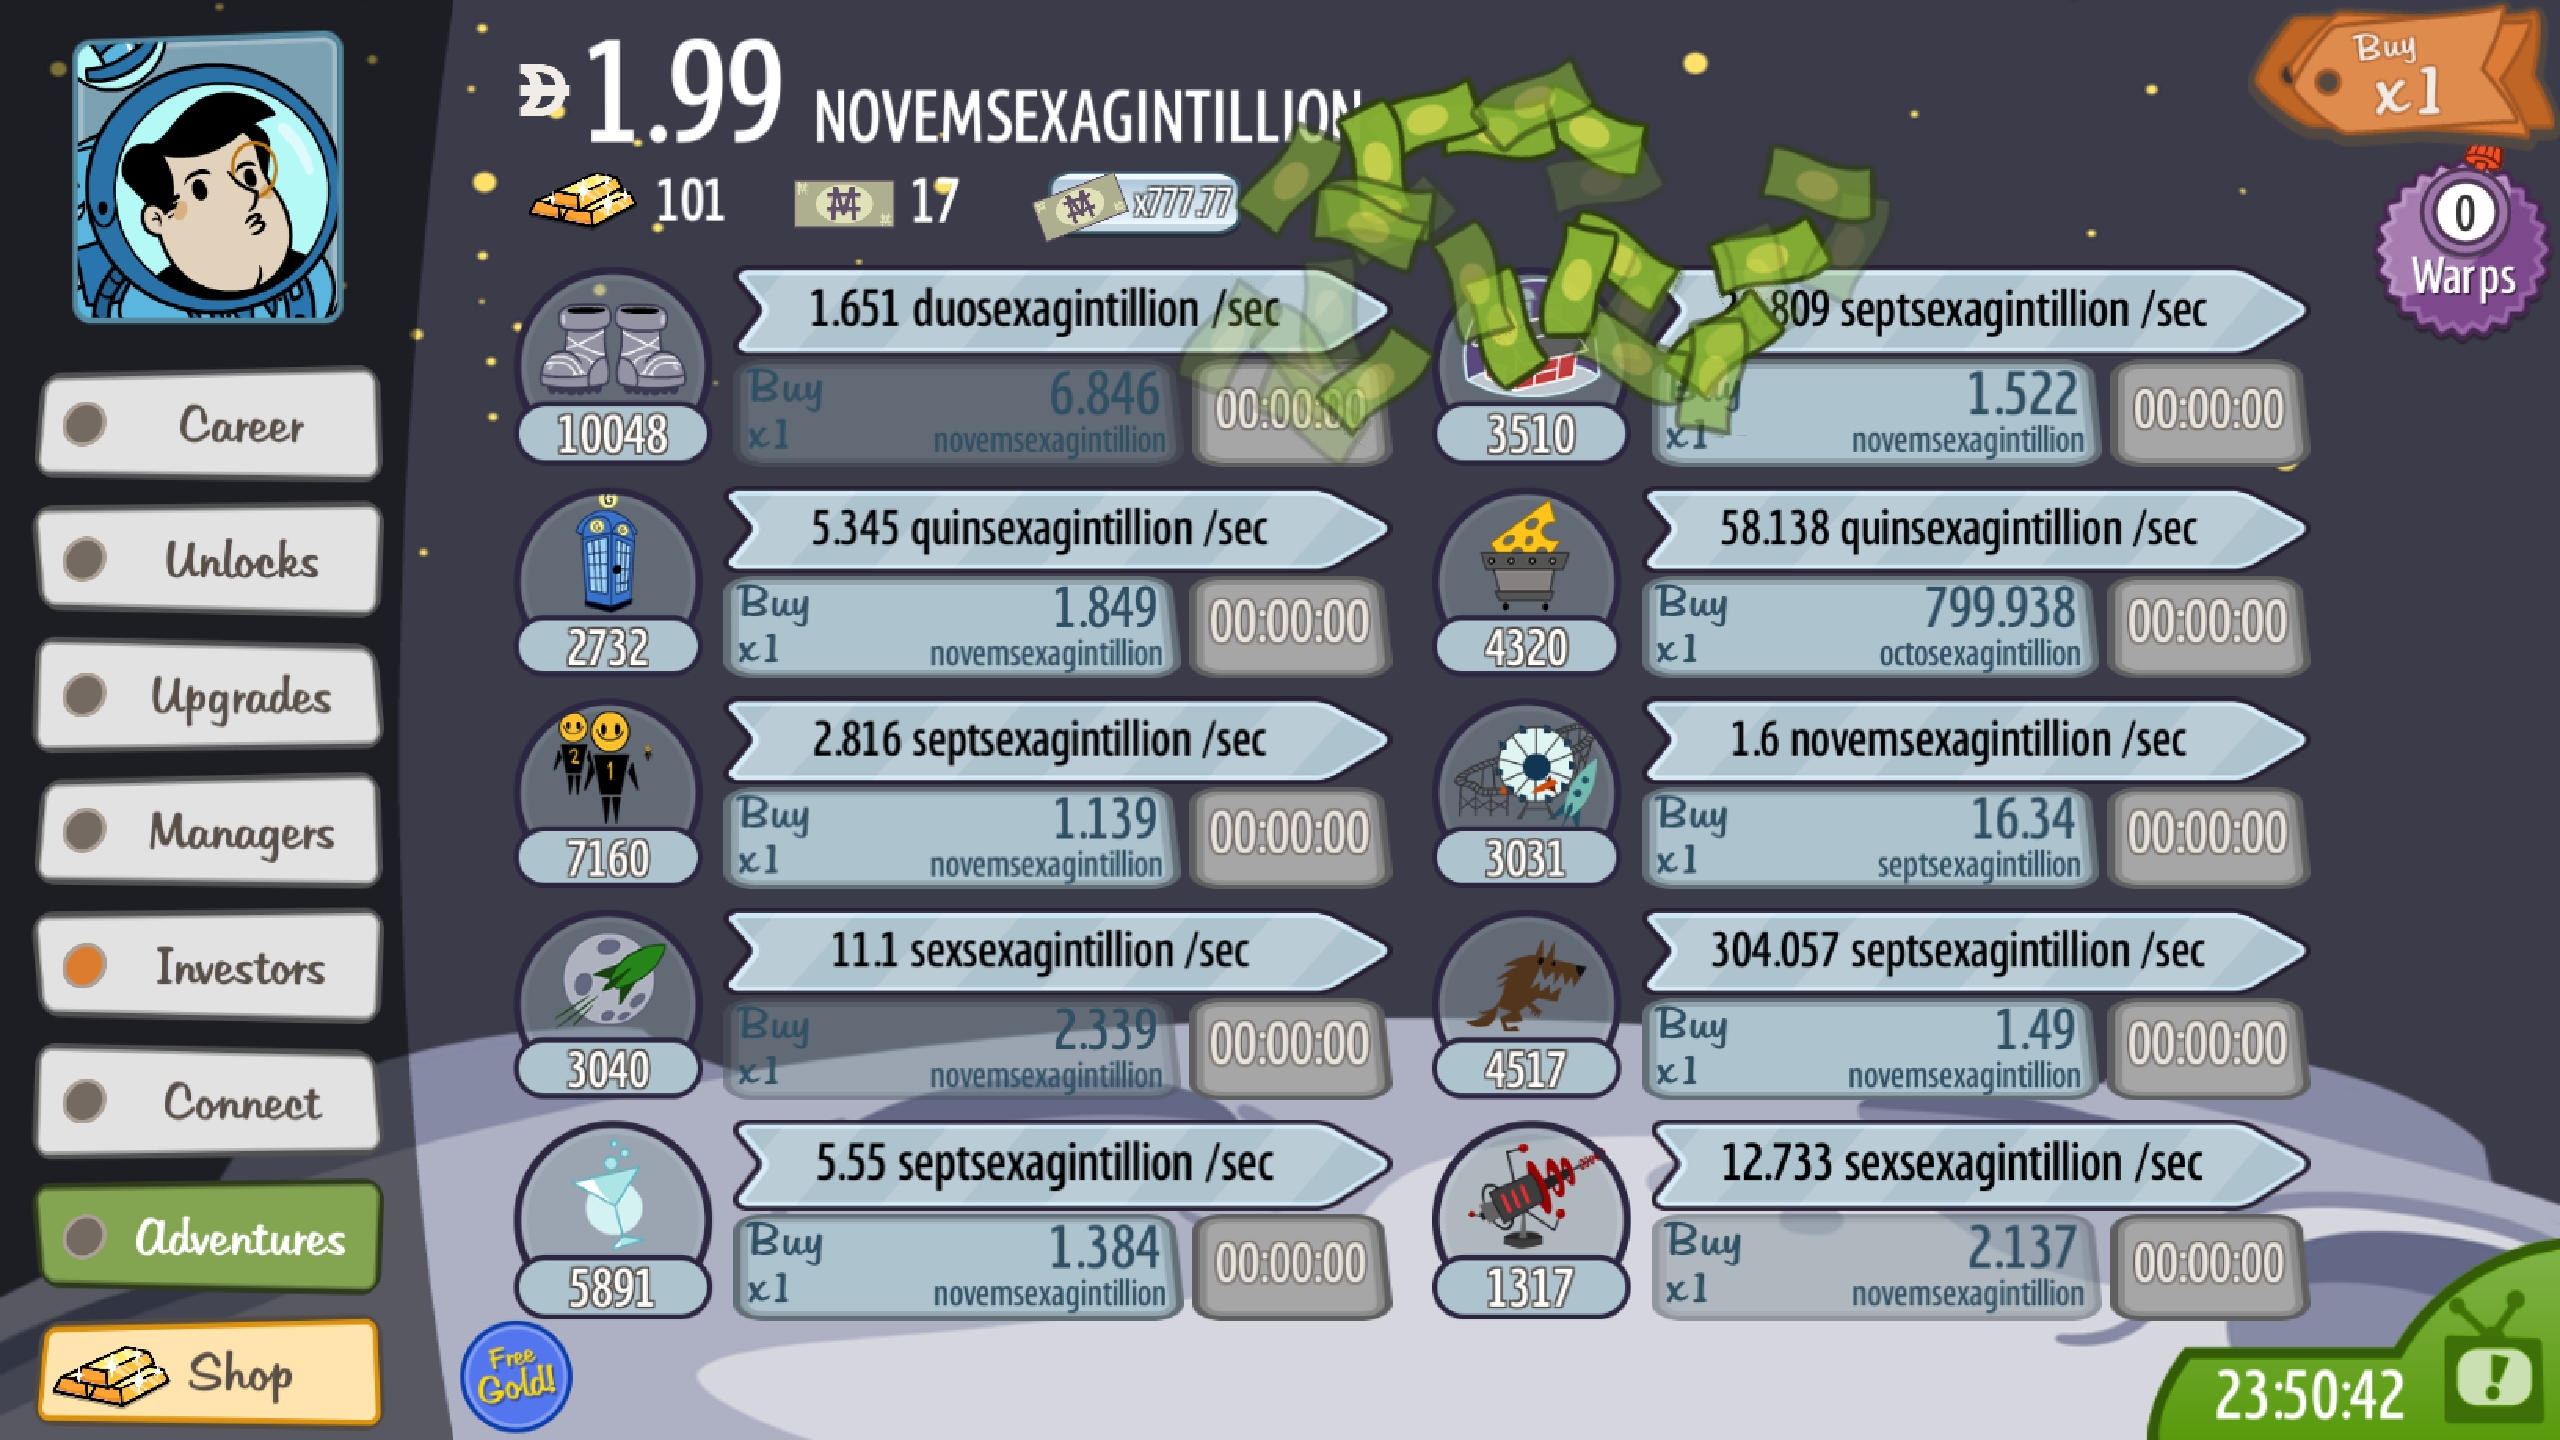 1.99 NOVEMSEXAGINTILLION
Buy
x1
101
17
x777.77
0
Warps
Career
Unlocks
Upgrades
Managers
Investors
Connect
Adventures
Shop
1.651 duosexagintillion /sec
Buy
x1
6.846
novemsexagintillion
00:00:00
10048
809 septsexagintillion /sec
Buy
x1
1.522
novemsexagintillion
00:00:00
3510
5.345 quinsexagintillion /sec
Buy
x1
1.849
novemsexagintillion
00:00:00
2732
58.138 quinsexagintillion /sec
Buy
x1
799.938
octosexagintillion
00:00:00
4320
2.816 septsexagintillion /sec
2
1
Buy
x1
1.139
novemsexagintillion
00:00:00
7160
1.6 novemsexagintillion /sec
Buy
x1
16.34
septsexagintillion
00:00:00
3031
11.1 sexsexagintillion /sec
Buy
x1
2.339
novemsexagintillion
00:00:00
3040
304.057 septsexagintillion /sec
Buy
x1
1.49
novemsexagintillion
00:00:00
4517
5.55 septsexagintillion /sec
Buy
x1
1.384
novemsexagintillion
00:00:00
5891
12.733 sexsexagintillion /sec
Buy
x1
2.137
novemsexagintillion
00:00:00
1317
Free
Gold!
23:50:42
!